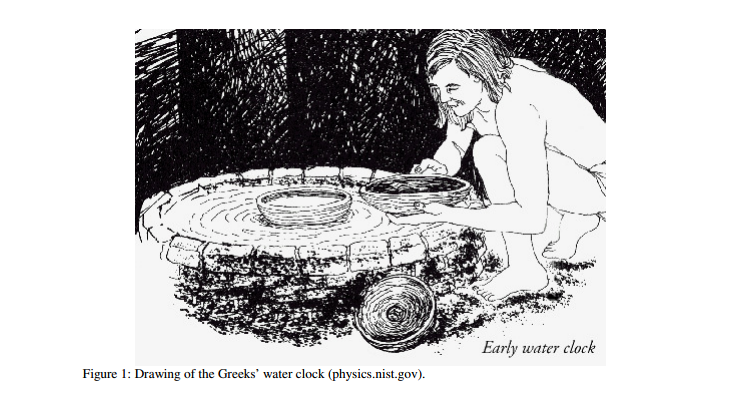 Early water clock
Figure 1: Drawing of the Greeks’ water clock (physics.nist.gov).